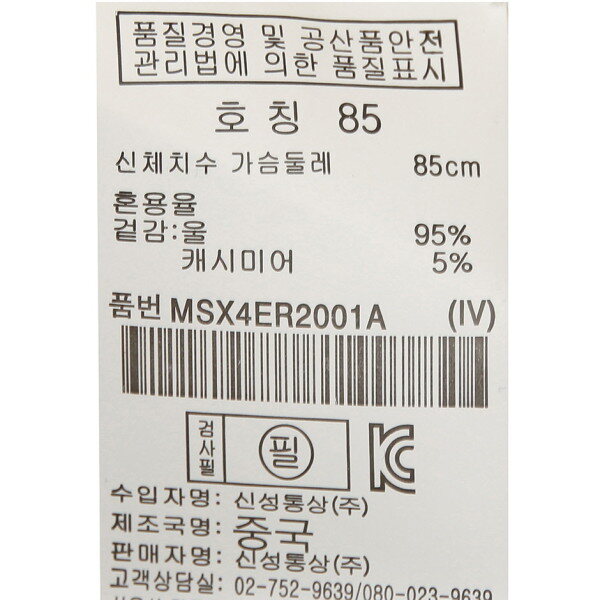 품질경영 및 공산품안전
관리법에 의한 품질표시
호칭 85
신체치수 가슴둘레 85cm
혼용율
겉감:울 95%
캐시미어 5%
품번 MSX4ER2001A (IV)
검사필 필 KC
수입자명: 신성통상(주)
제조국명: 중국
판매자명: 신성통상(주)
고객상담실: 02-752-9639/080-023-9639